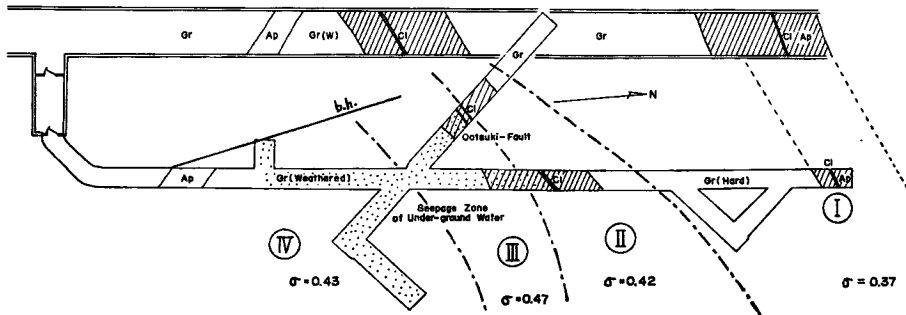 Gr Ap Gr(W) Cl Gr Gr Cl Ap
N
b.h.
Cl
Ootsuki-Fault
Ap Gr(Weathered) Cl Gr(Hard) Cl Ap
Seepage Zone
of Under-ground Water
Ⅳ Ⅲ Ⅱ Ⅰ
σ=0.43 σ=0.47 σ=0.42 σ=0.37